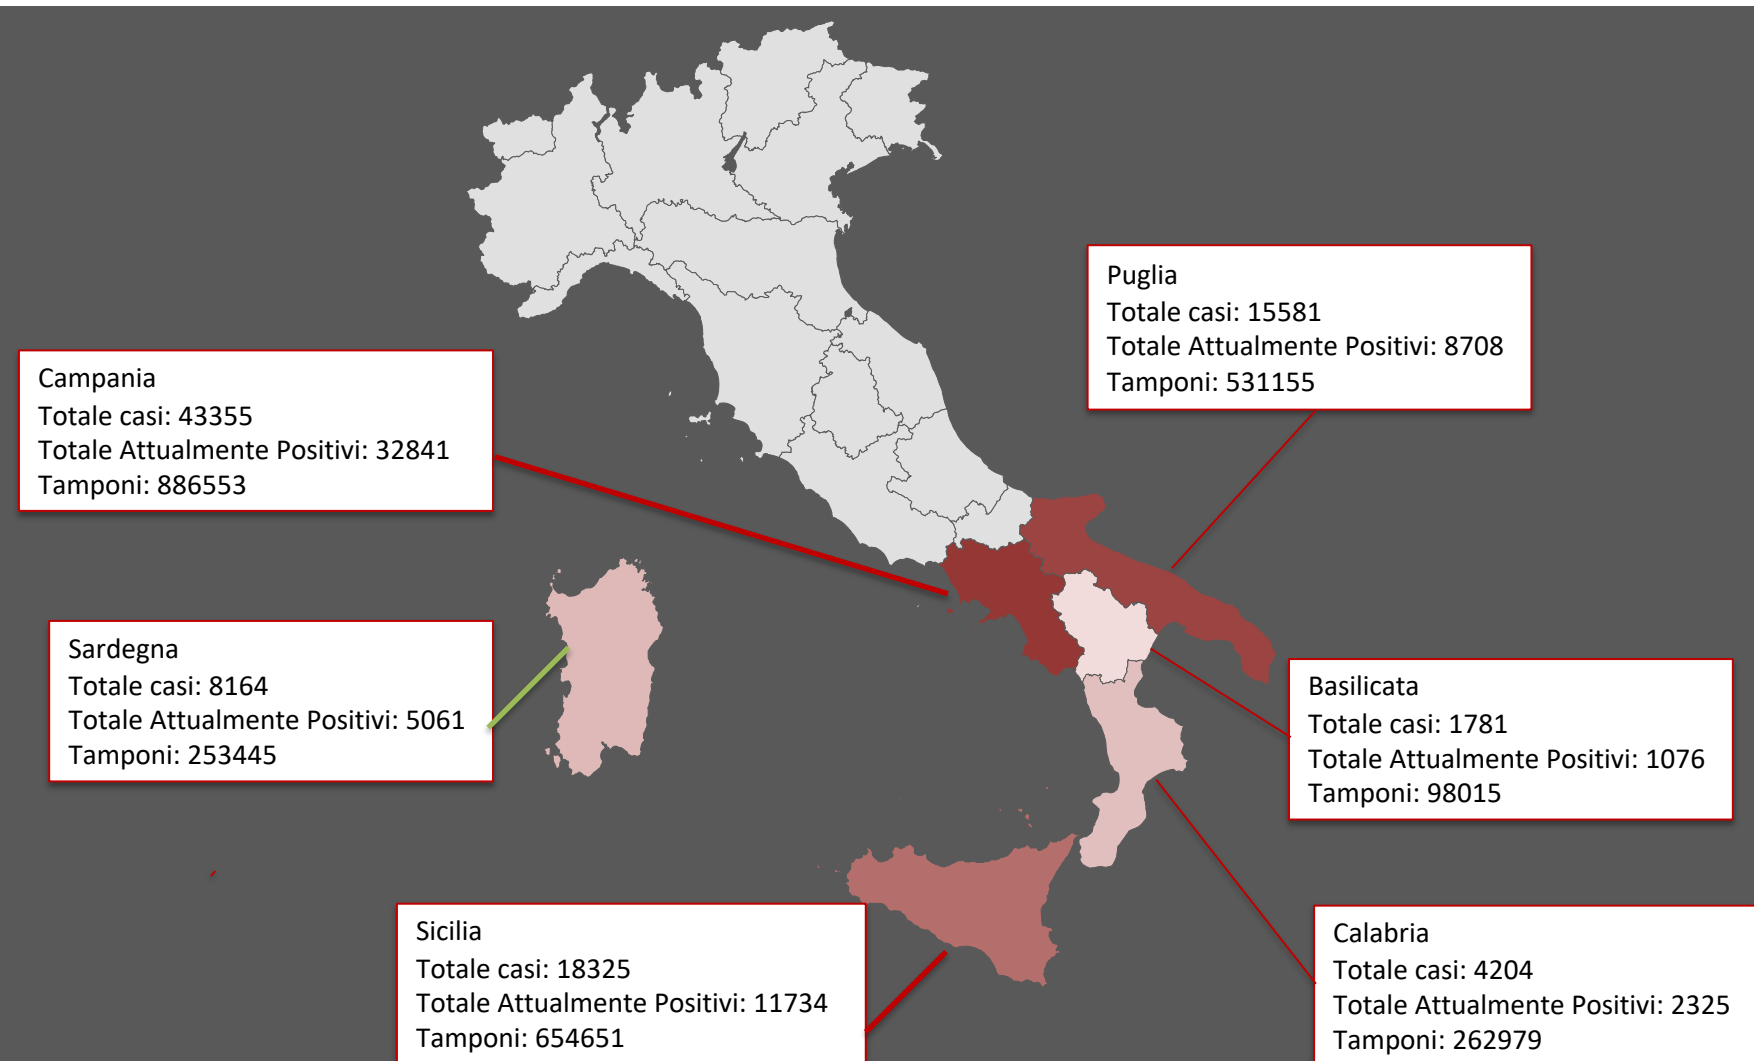 Puglia
Totale casi: 15581
Totale Attualmente Positivi: 8708
Tamponi: 531155
Campania
Totale casi: 43355
Totale Attualmente Positivi: 32841
Tamponi: 886553
Sardegna
Totale casi: 8164
Totale Attualmente Positivi: 5061
Tamponi: 253445
Basilicata
Totale casi: 1781
Totale Attualmente Positivi: 1076
Tamponi: 98015
Sicilia
Totale casi: 18325
Totale Attualmente Positivi: 11734
Tamponi: 654651
Calabria
Totale casi: 4204
Totale Attualmente Positivi: 2325
Tamponi: 262979